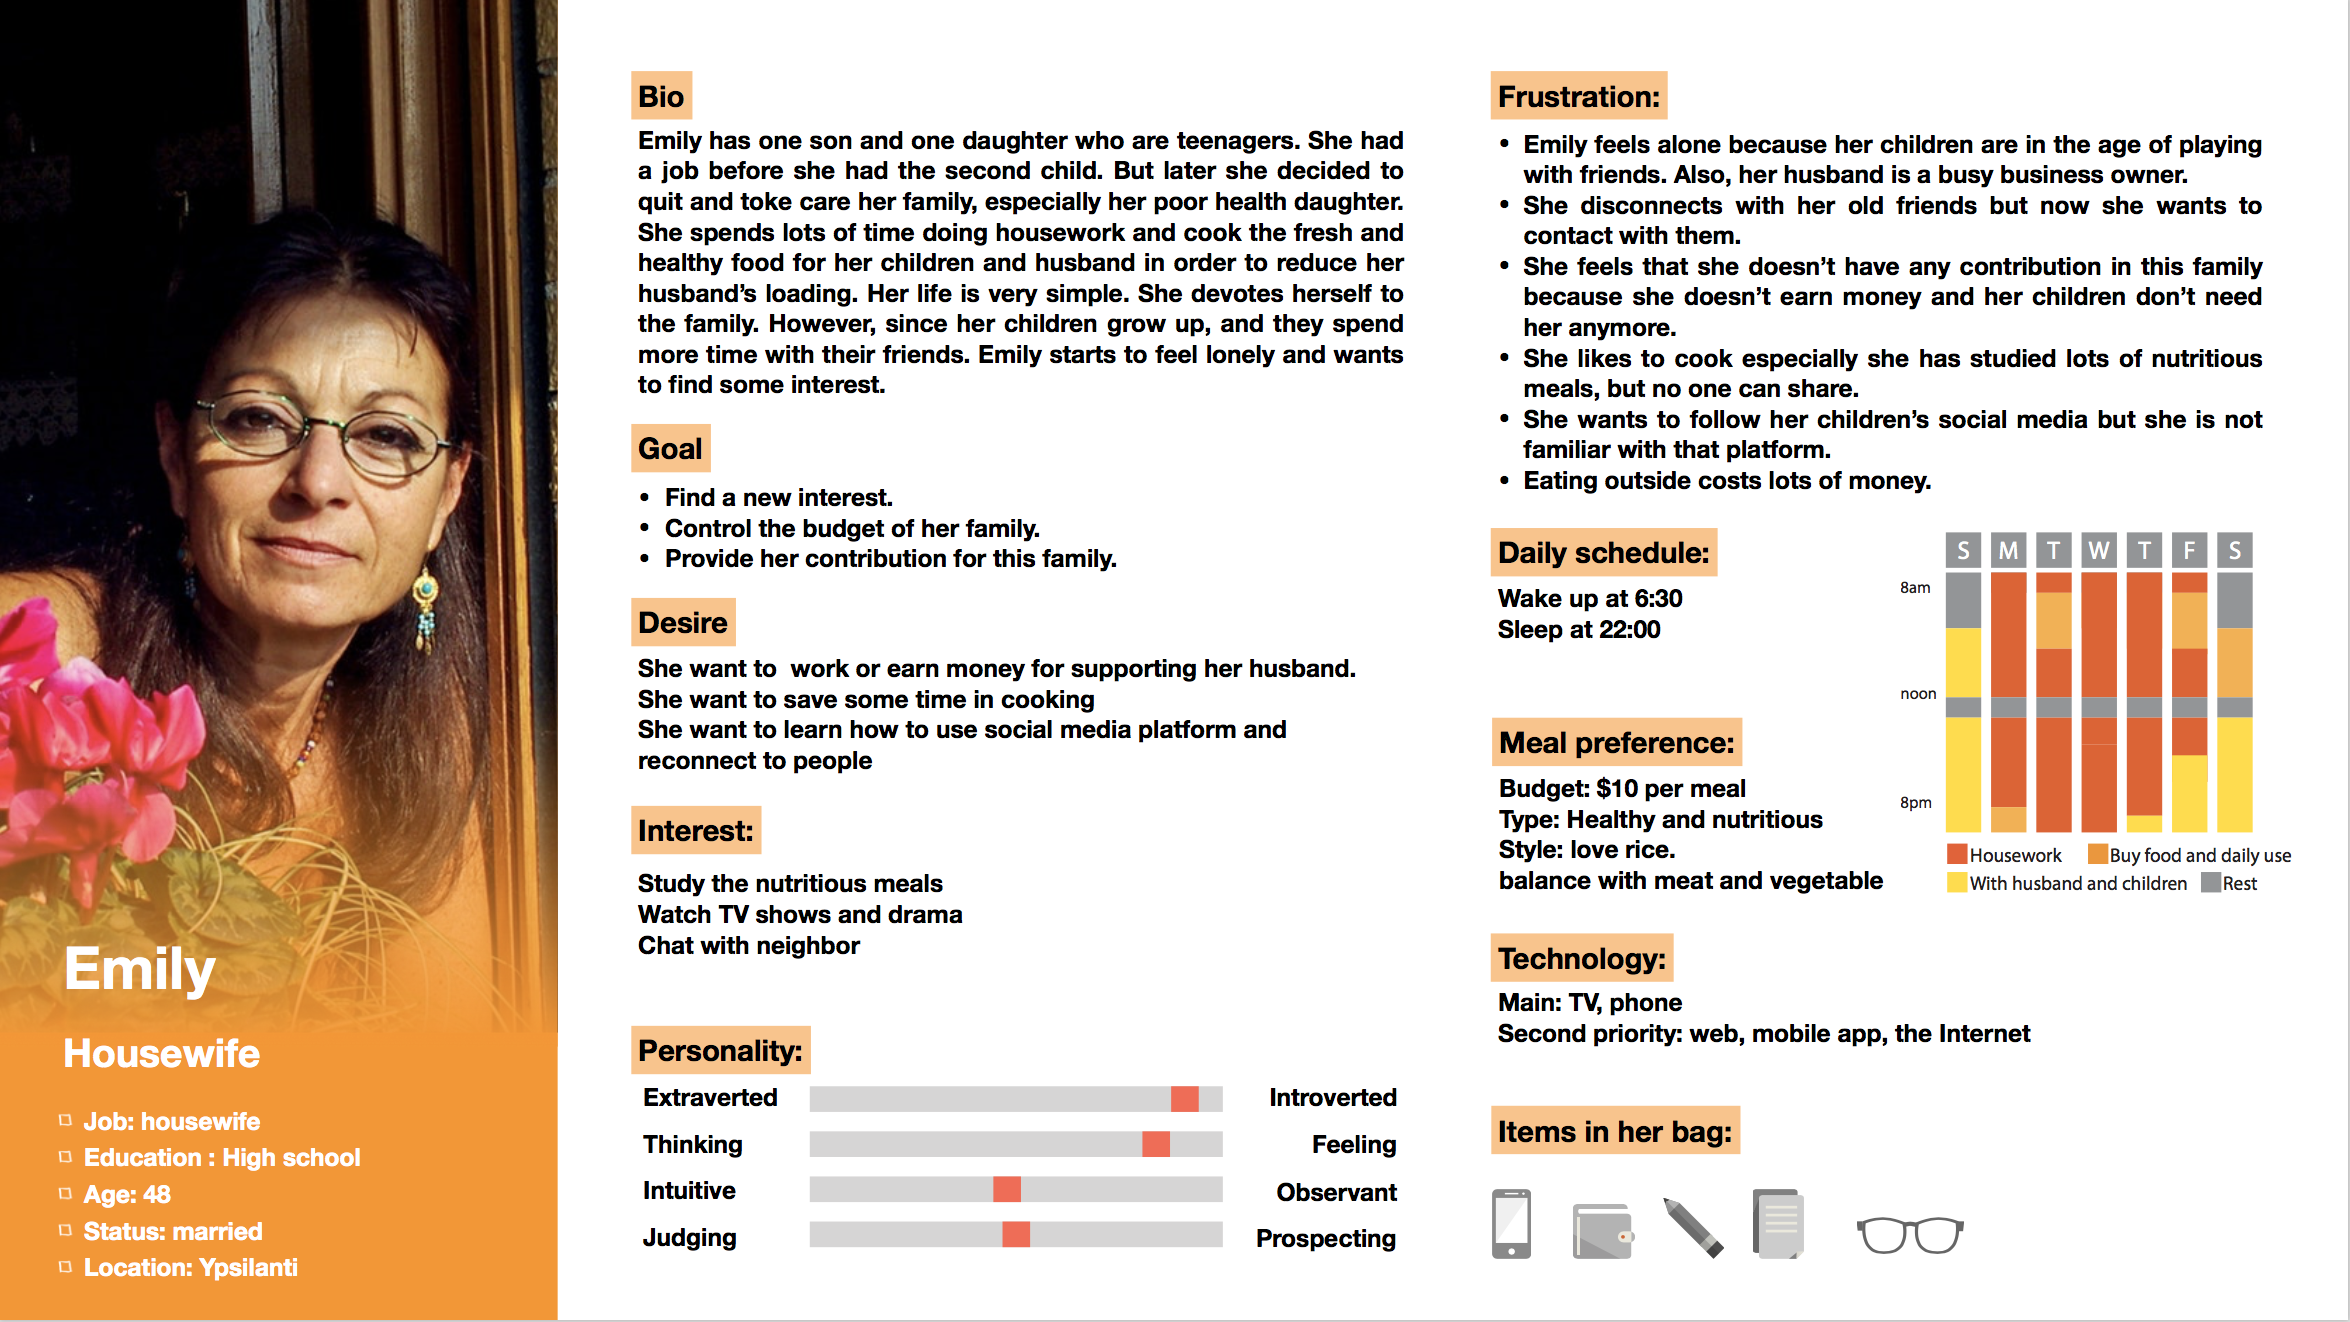 Emily
Housewife
Job: housewife
Education : High school
Age: 48
Status: married
Location: Ypsilanti
Bio
Emily has one son and one daughter who are teenagers. She had
a job before she had the second child. But later she decided to
quit and toke care her family, especially her poor health daughter.
She spends lots of time doing housework and cook the fresh and
healthy food for her children and husband in order to reduce her
husband's loading. Her life is very simple. She devotes herself to
the family. However, since her children grow up, and they spend
more time with their friends. Emily starts to feel lonely and wants
to find some interest.
Goal
• Find a new interest.
• Control the budget of her family.
• Provide her contribution for this family.
Desire
She want to  work or earn money for supporting her husband.
She want to save some time in cooking
She want to learn how to use social media platform and
reconnect to people
Interest:
Study the nutritious meals
Watch TV shows and drama
Chat with neighbor
Personality:
Extraverted Introverted
Thinking Feeling
Intuitive Observant
Judging Prospecting
Frustration:
• Emily feels alone because her children are in the age of playing
with friends. Also, her husband is a busy business owner.
• She disconnects with her old friends but now she wants to
contact with them.
• She feels that she doesn't have any contribution in this family
because she doesn't earn money and her children don't need
her anymore.
• She likes to cook especially she has studied lots of nutritious
meals, but no one can share.
• She wants to follow her children's social media but she is not
familiar with that platform.
• Eating outside costs lots of money.
Daily schedule:
Wake up at 6:30
Sleep at 22:00
S M T W T F S
8am
noon
8pm
Housework Buy food and daily use
With husband and children Rest
Meal preference:
Budget: $10 per meal
Type: Healthy and nutritious
Style: love rice.
balance with meat and vegetable
Technology:
Main: TV, phone
Second priority: web, mobile app, the Internet
Items in her bag: